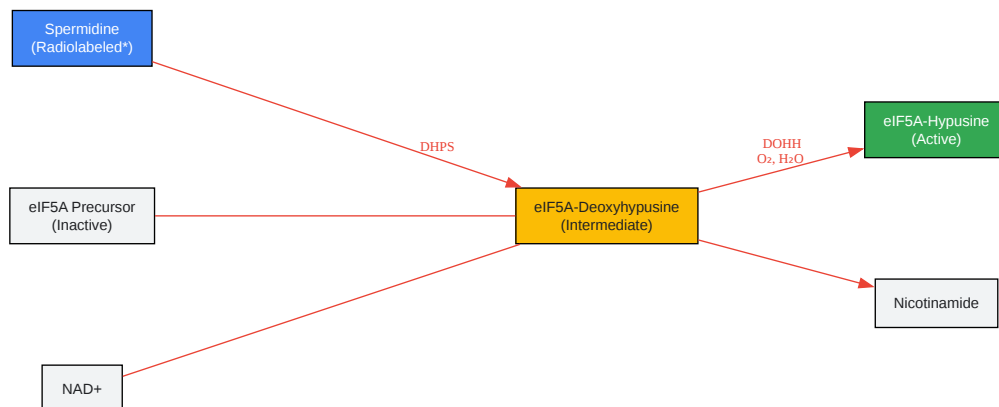 Spermidine
(Radiolabeled*)
DHPS
eIF5A Precursor
(Inactive)
NAD+
eIF5A-Deoxyhypusine
(Intermediate)
DOHH
O₂, H₂O
eIF5A-Hypusine
(Active)
Nicotinamide